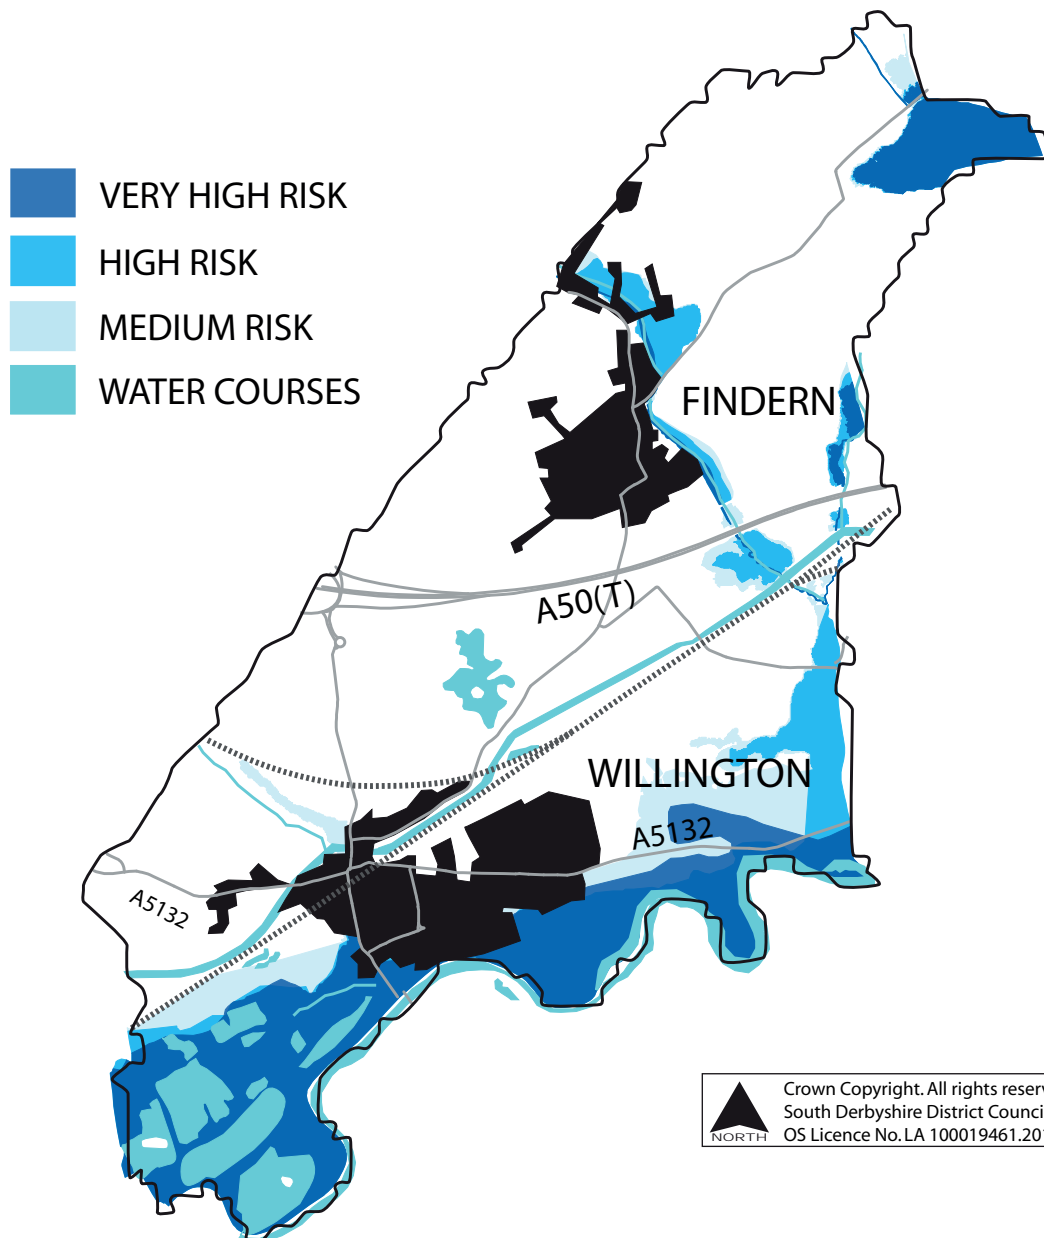 VERY HIGH RISK
HIGH RISK
MEDIUM RISK
WATER COURSES
FINDERN
A50(T)
WILLINGTON
A5132
A5132
NORTH
Crown Copyright. All rights reserv
South Derbyshire District Counci
OS Licence No. LA 100019461.201